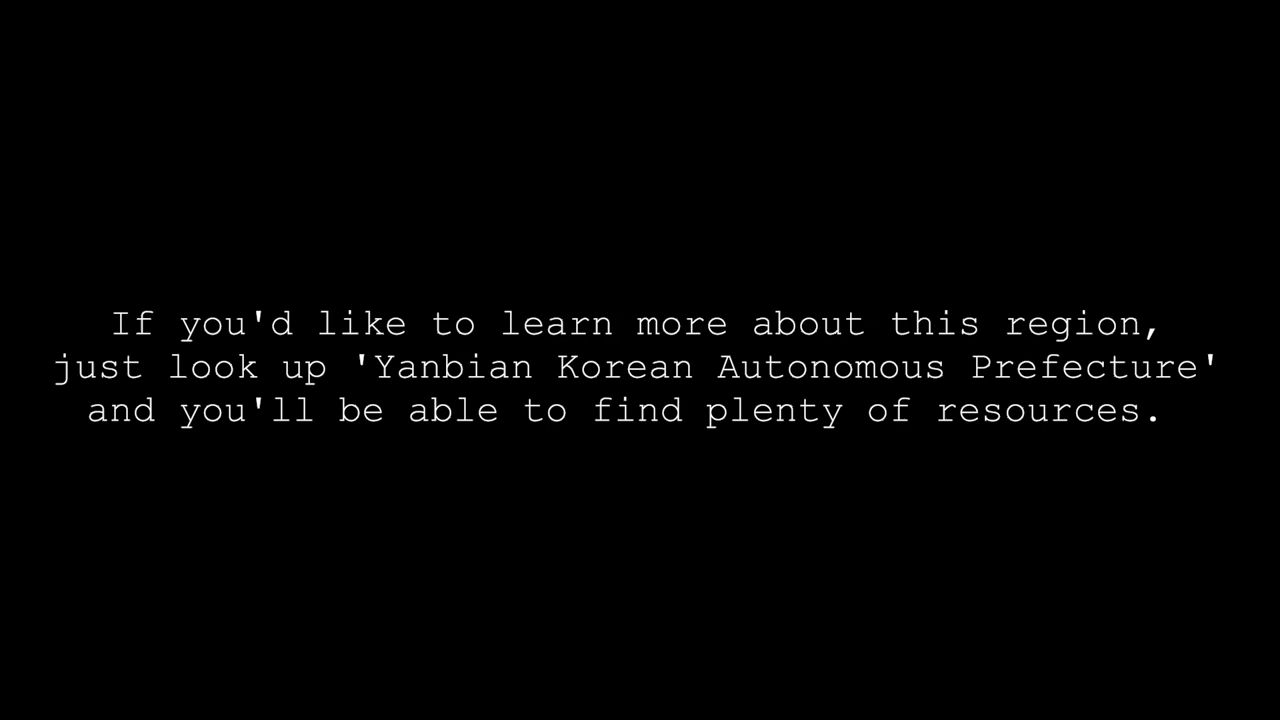 If you'd like to learn more about this region,
just look up 'Yanbian Korean Autonomous Prefecture'
and you'll be able to find plenty of resources.